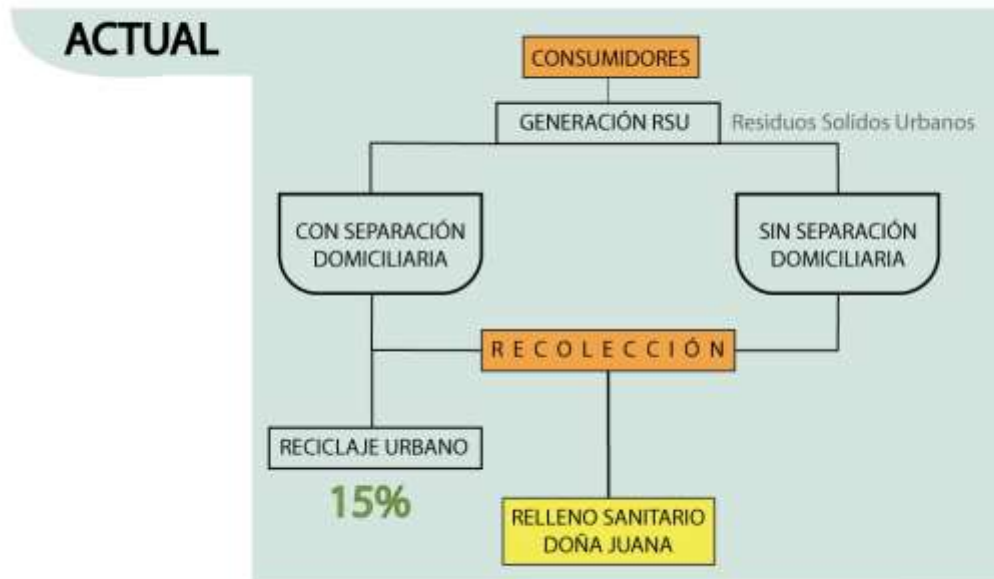 ACTUAL
CONSUMIDORES
GENERACIÓN RSU
Residuos Solidos Urbanos
CON SEPARACIÓN
DOMICILIARIA
SIN SEPARACIÓN
DOMICILIARIA
RECOLECCIÓN
RECICLAJE URBANO
15%
RELLENO SANITARIO
DOÑA JUANA